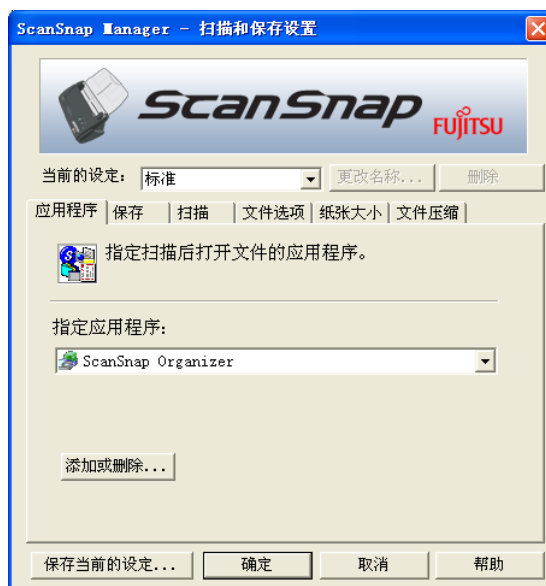 ScanSnap Manager - 扫描和保存设置
ScanSnap
FUJITSU
当前的设定： 标准 更改名称... 删除
应用程序 保存 扫描 文件选项 纸张大小 文件压缩
指定扫描后打开文件的应用程序。
指定应用程序：
ScanSnap Organizer
添加或删除...
保存当前的设定... 确定 取消 帮助